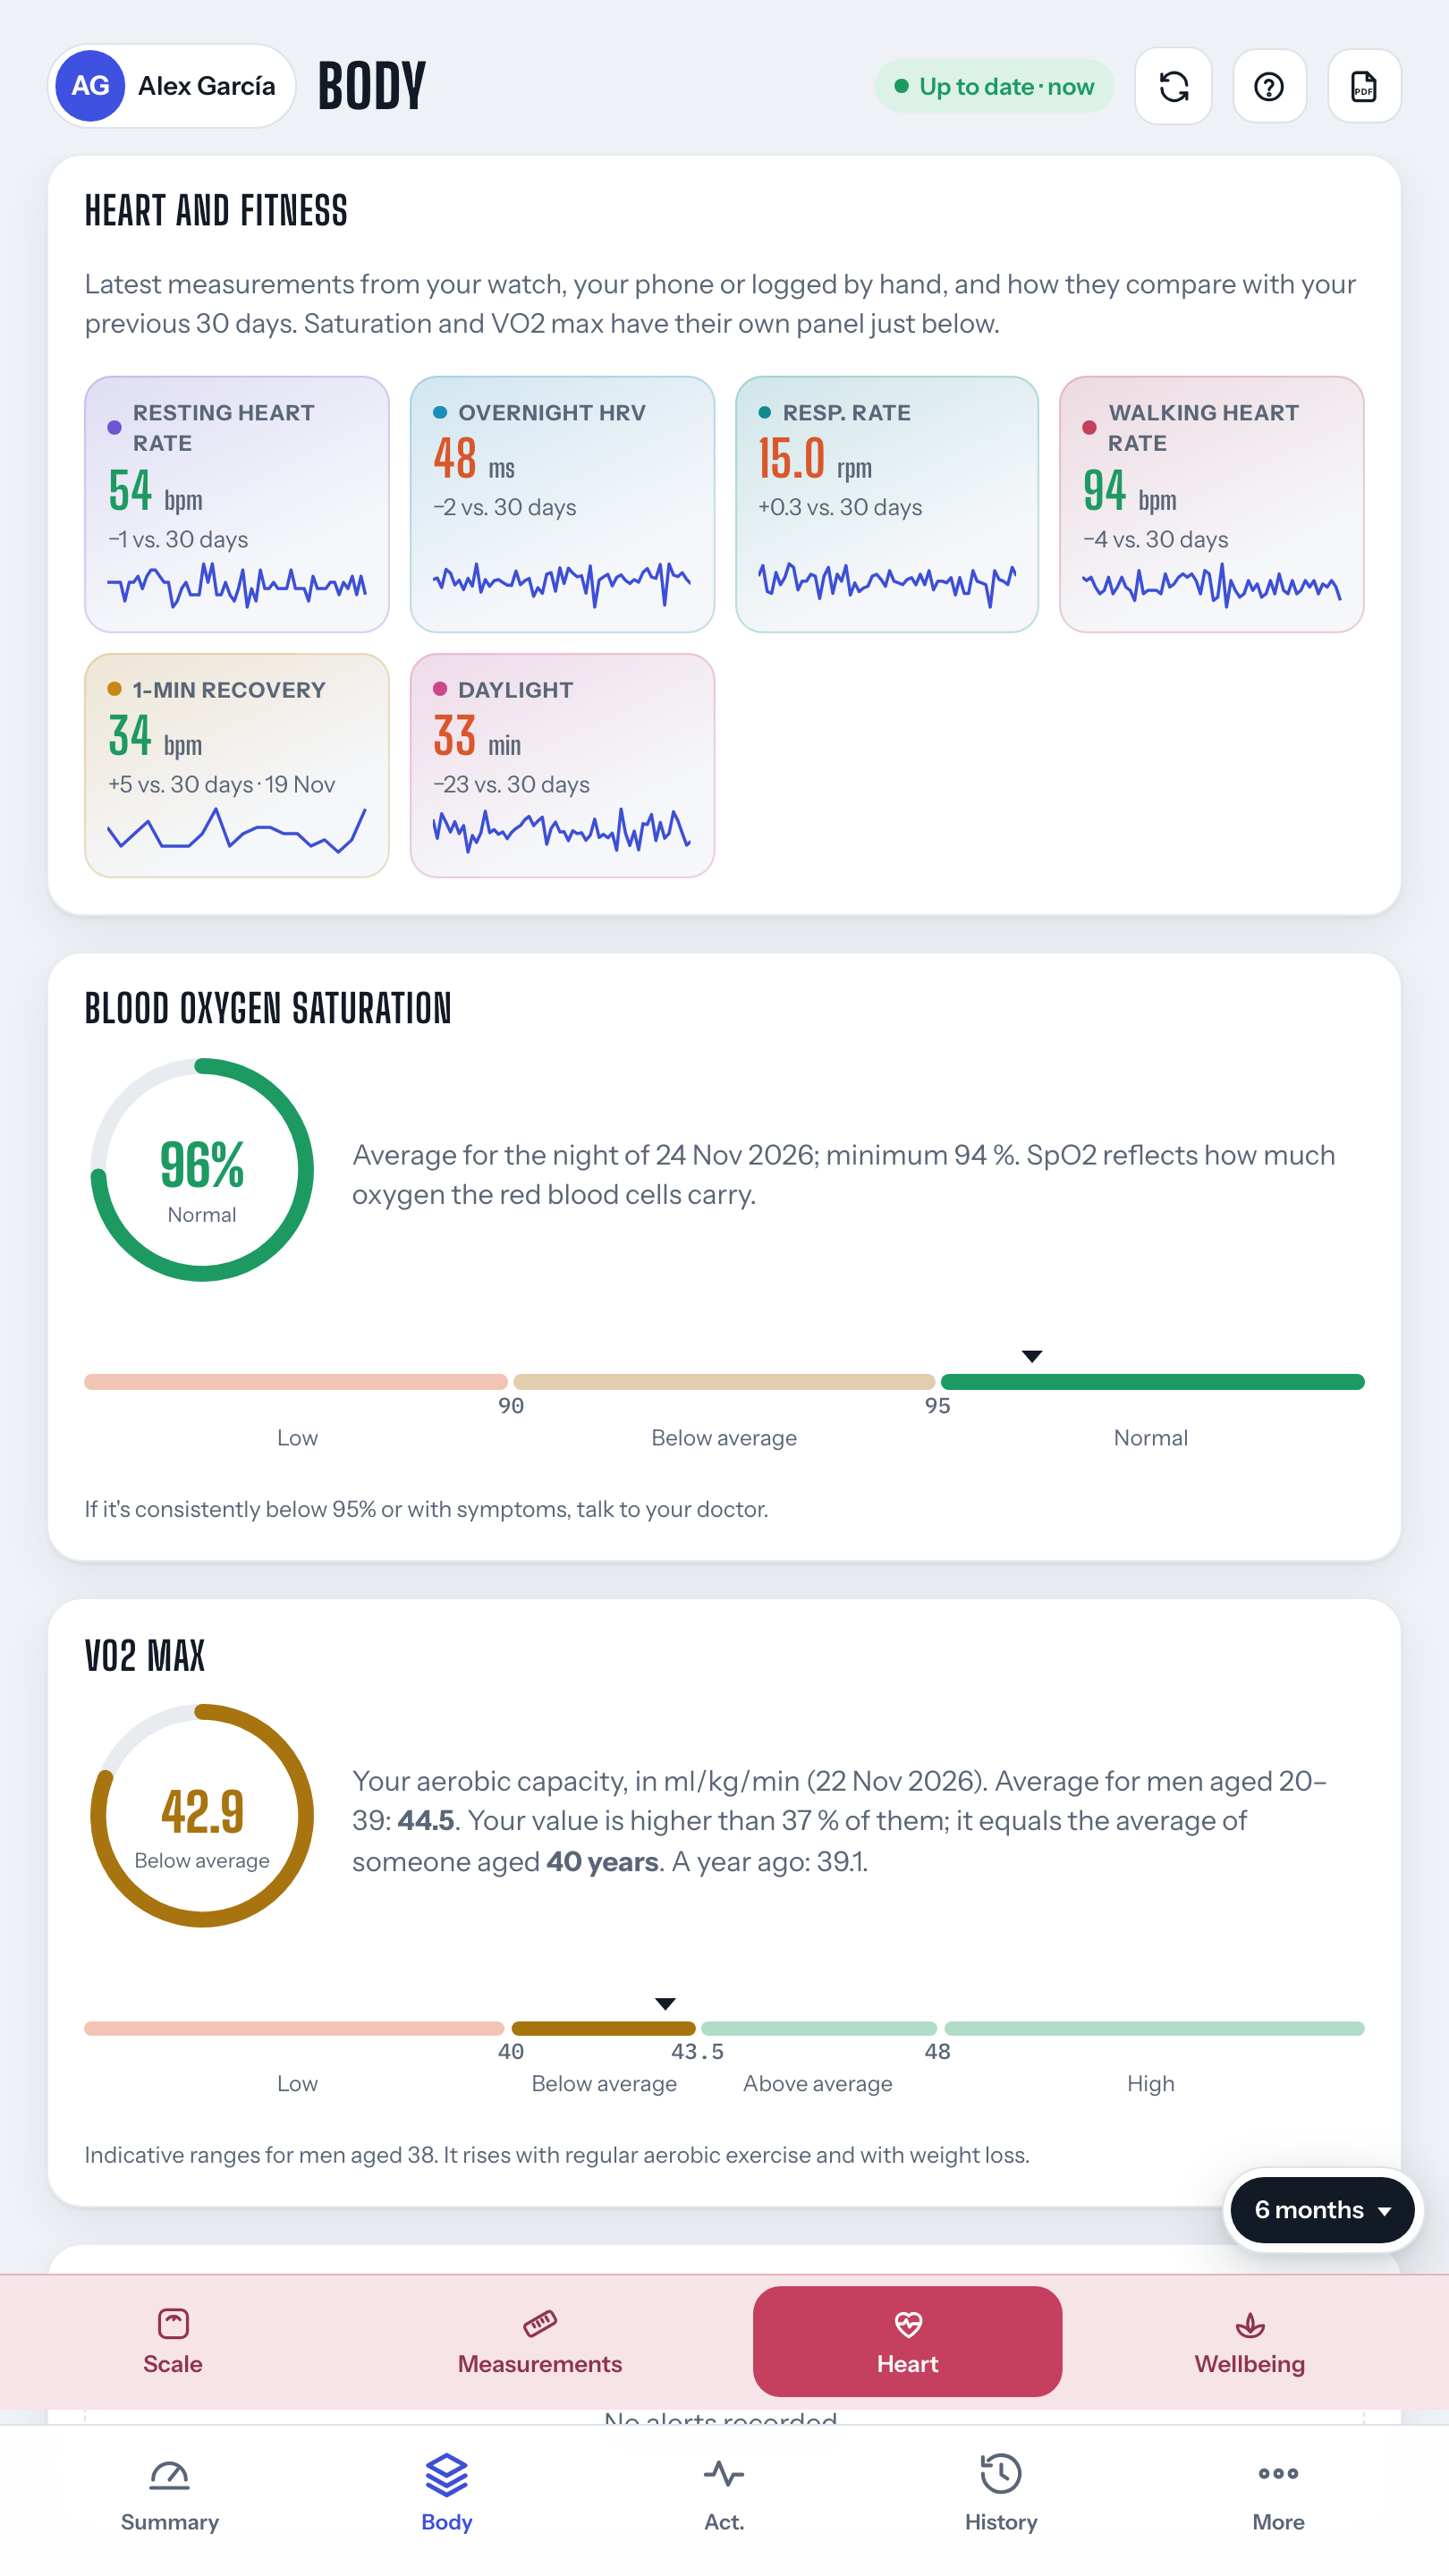 AG Alex García BODY Up to date · now PDF
HEART AND FITNESS
Latest measurements from your watch, your phone or logged by hand, and how they compare with your
previous 30 days. Saturation and VO2 max have their own panel just below.
RESTING HEART
RATE
54 bpm
−1 vs. 30 days
OVERNIGHT HRV
48 ms
−2 vs. 30 days
RESP. RATE
15.0 rpm
+0.3 vs. 30 days
WALKING HEART
RATE
94 bpm
−4 vs. 30 days
1-MIN RECOVERY
34 bpm
+5 vs. 30 days · 19 Nov
DAYLIGHT
33 min
−23 vs. 30 days
BLOOD OXYGEN SATURATION
96%
Normal
Average for the night of 24 Nov 2026; minimum 94 %. SpO2 reflects how much
oxygen the red blood cells carry.
90 95
Low Below average Normal
If it's consistently below 95% or with symptoms, talk to your doctor.
VO2 MAX
42.9
Below average
Your aerobic capacity, in ml/kg/min (22 Nov 2026). Average for men aged 20–
39: 44.5. Your value is higher than 37 % of them; it equals the average of
someone aged 40 years. A year ago: 39.1.
40 43.5 48
Low Below average Above average High
Indicative ranges for men aged 38. It rises with regular aerobic exercise and with weight loss.
6 months
Scale Measurements Heart Wellbeing
No alerts recorded
Summary Body Act. History More